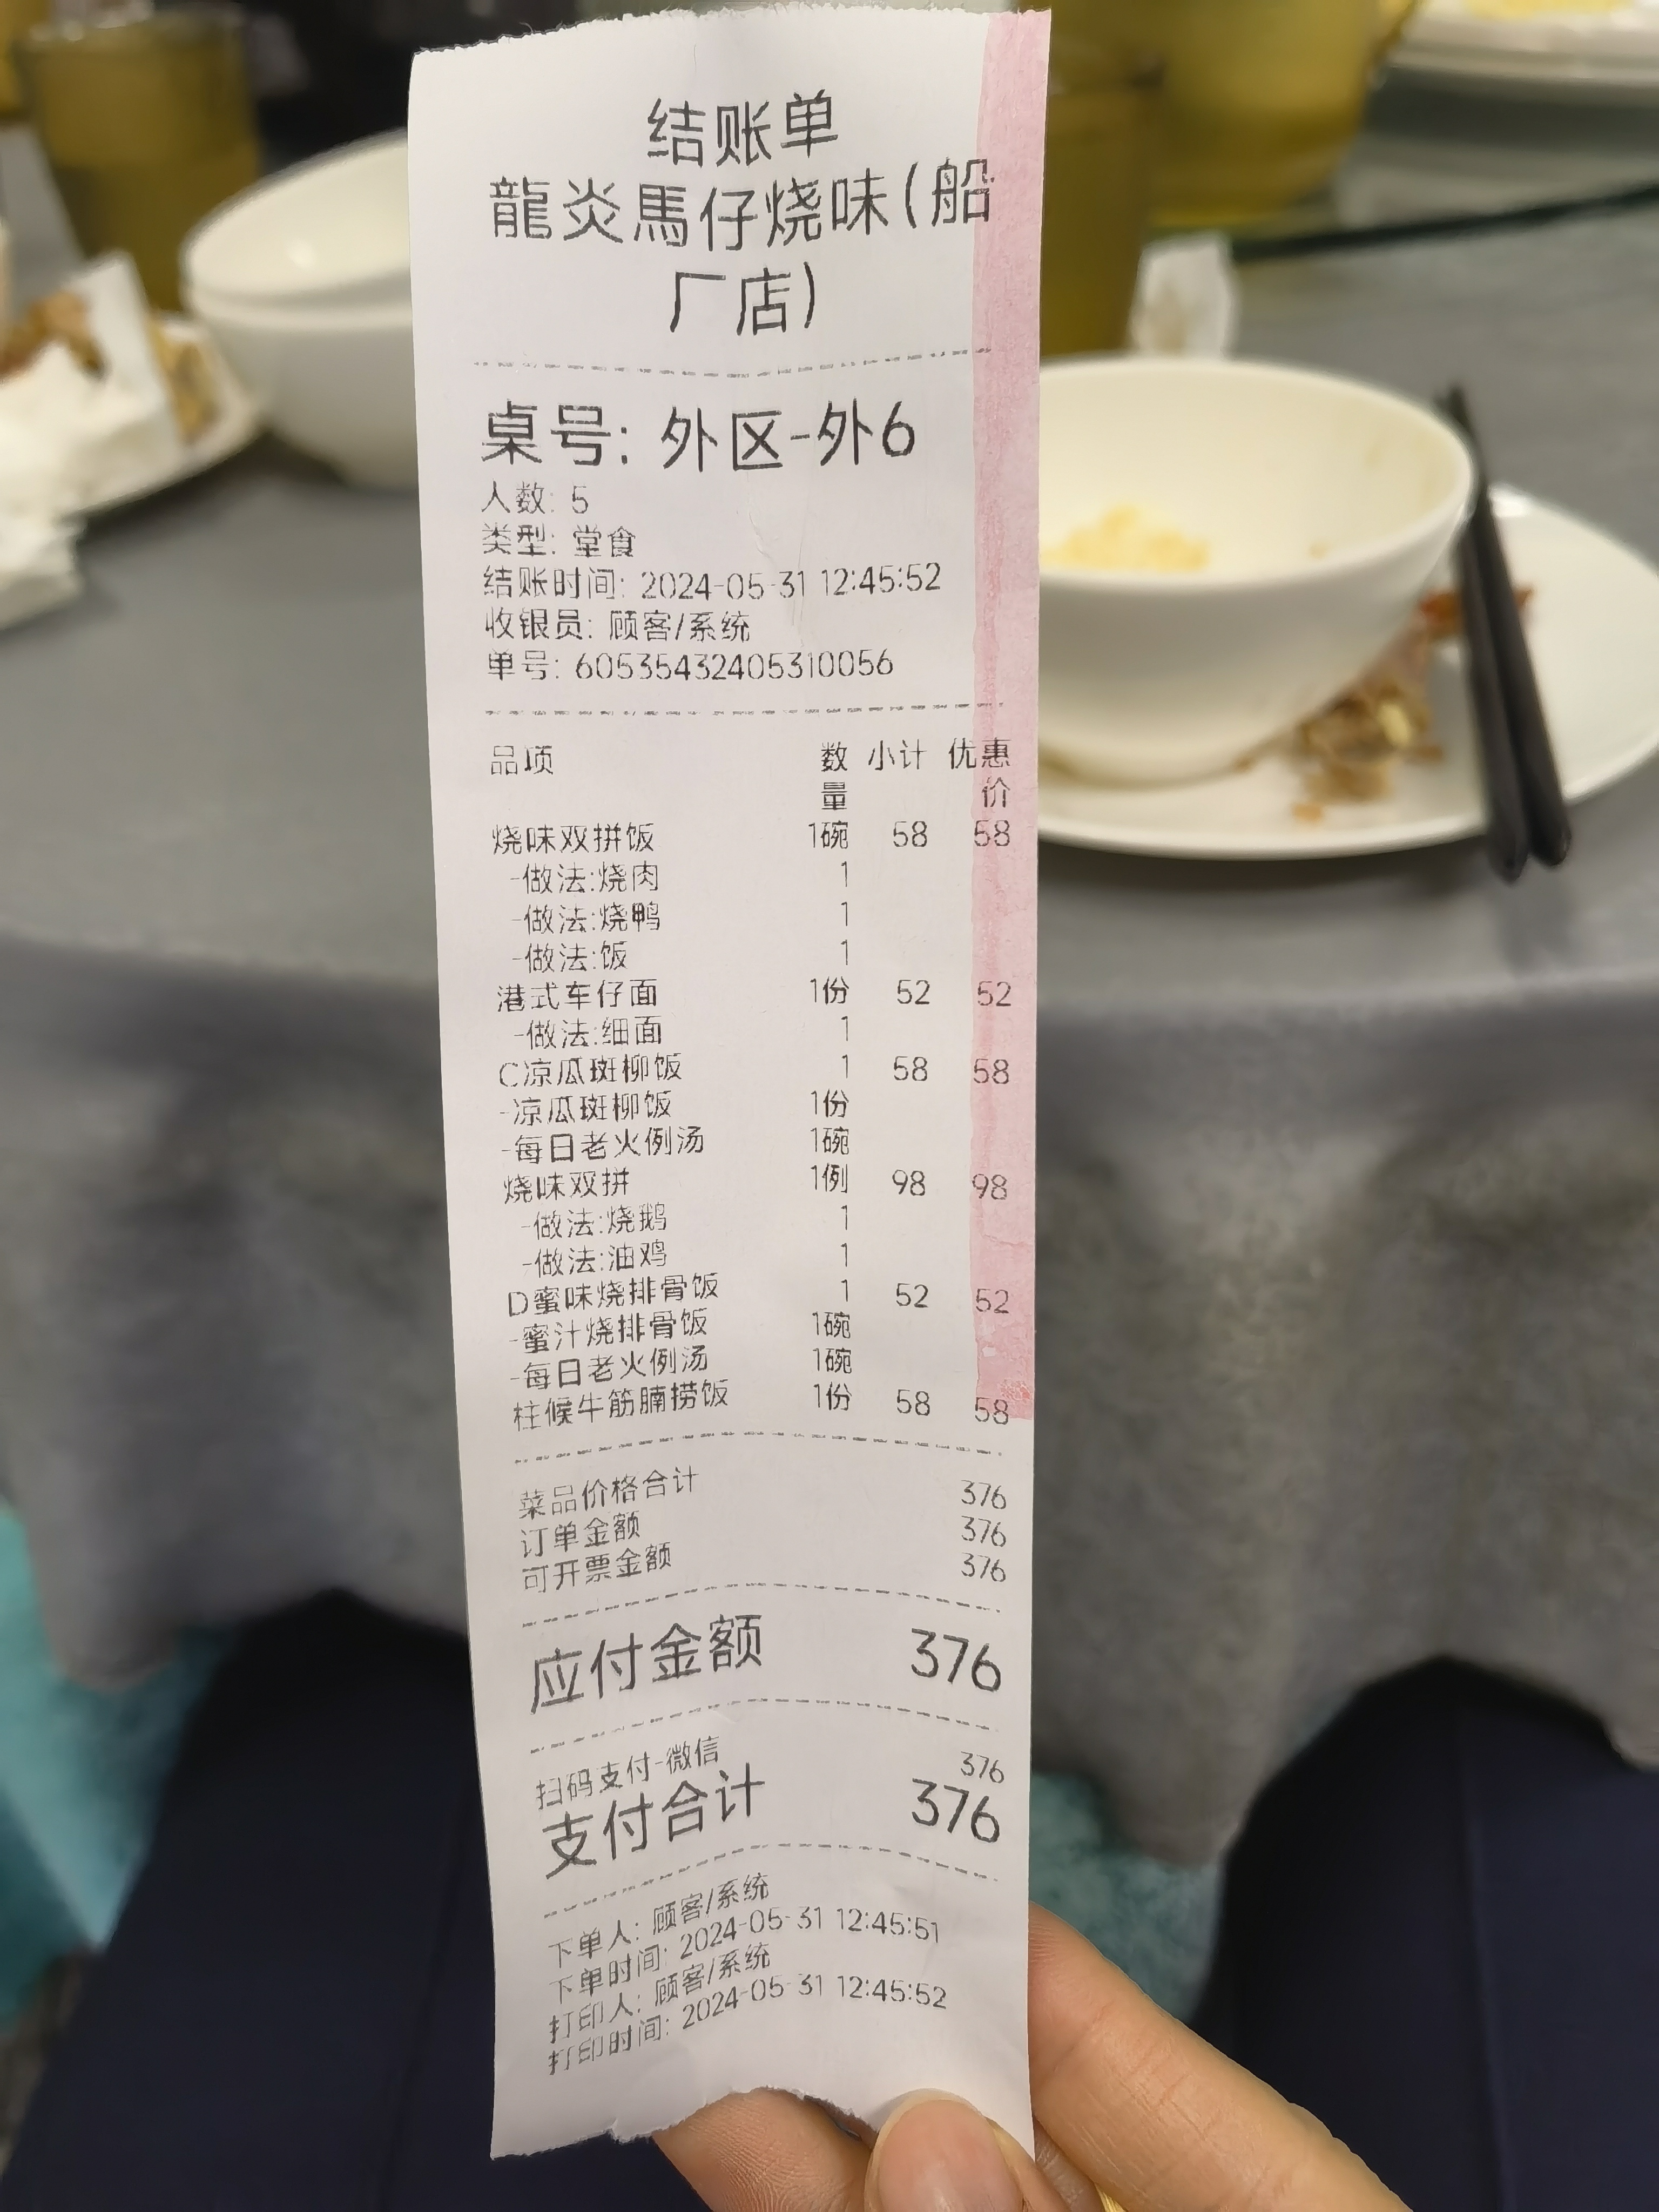 结账单
龍炎馬仔烧味(船
厂店)
桌号: 外区-外6
人数: 5
类型: 堂食
结账时间: 2024-05-31 12:45:52
收银员: 顾客/系统
单号: 60535432405310056
品项 数 小计 优惠
量 价
烧味双拼饭 1碗 58 58
-做法:烧肉 1
-做法:烧鸭 1
-做法:饭 1
港式车仔面 1份 52 52
-做法:细面 1
C凉瓜斑柳饭 1 58 58
-凉瓜斑柳饭 1份
-每日老火例汤 1碗
烧味双拼 1例 98 98
-做法:烧鹅 1
-做法:油鸡 1
D蜜味烧排骨饭 1 52 52
-蜜汁烧排骨饭 1碗
-每日老火例汤 1碗
柱候牛筋腩捞饭 1份 58 58
菜品价格合计 376
订单金额 376
可开票金额 376
应付金额 376
扫码支付-微信 376
支付合计 376
下单人: 顾客/系统
下单时间: 2024-05-31 12:45:51
打印人: 顾客/系统
打印时间: 2024-05-31 12:45:52